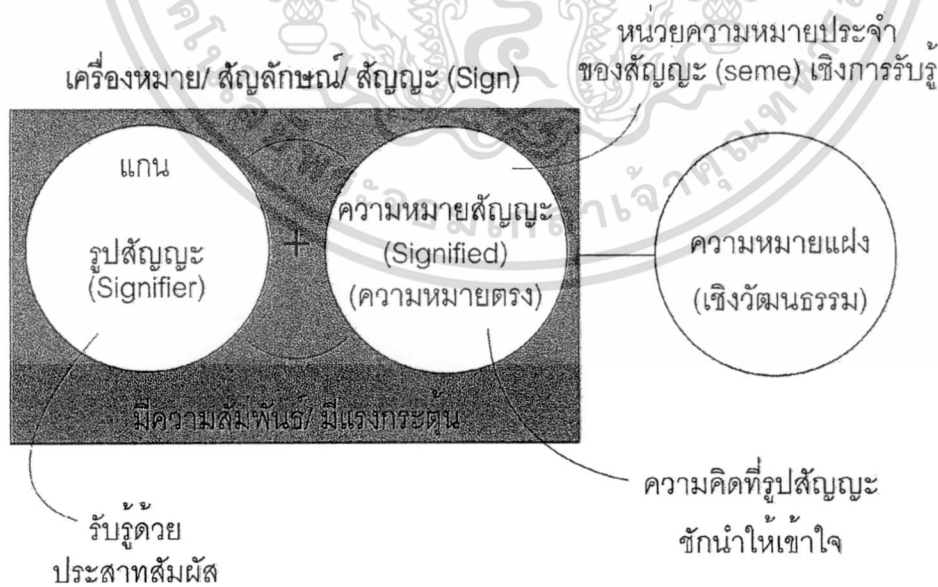 หน่วยความหมายประจำ
ของสัญญะ (seme) เชิงการรับรู้
เครื่องหมาย/ สัญลักษณ์/ สัญญะ (Sign)
แกน
รูปสัญญะ
(Signifier)
+
ความหมายสัญญะ
(Signified)
(ความหมายตรง)
ความหมายแฝง
(เชิงวัฒนธรรม)
มีความสัมพันธ์/ มีแรงกระตุ้น
ความคิดที่รูปสัญญะ
ชักนำให้เข้าใจ
รับรู้ด้วย
ประสาทสัมผัส